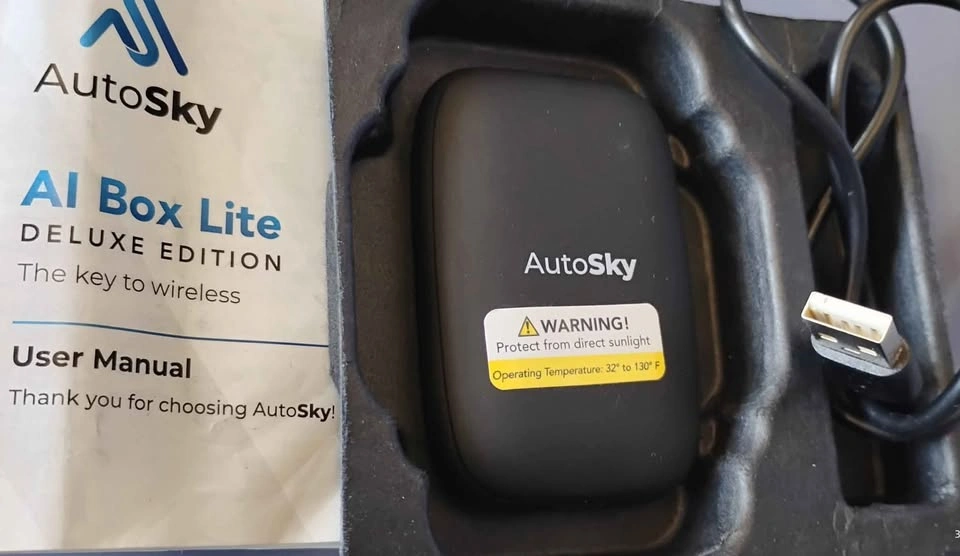 AutoSky
AI Box Lite
DELUXE EDITION
The key to wireless
User Manual
Thank you for choosing AutoSky!
AutoSky
WARNING!
Protect from direct sunlight
Operating Temperature: 32° to 130° F
3